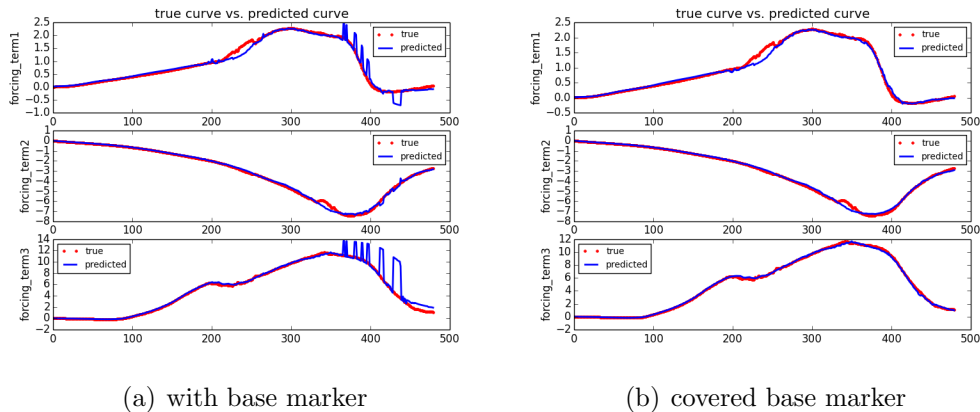 true curve vs. predicted curve
forcing_term1
2.5
2.0
1.5
1.0
0.5
0.0
−0.5
−1.0
0 100 200 300 400 500
true
predicted
forcing_term2
1
0
−1
−2
−3
−4
−5
−6
−7
−8
0 100 200 300 400 500
true
predicted
forcing_term3
14
12
10
8
6
4
2
0
−2
0 100 200 300 400 500
true
predicted
(a) with base marker
true curve vs. predicted curve
forcing_term1
2.5
2.0
1.5
1.0
0.5
0.0
−0.5
0 100 200 300 400 500
true
predicted
forcing_term2
1
0
−1
−2
−3
−4
−5
−6
−7
−8
0 100 200 300 400 500
true
predicted
forcing_term3
12
10
8
6
4
2
0
−2
0 100 200 300 400 500
true
predicted
(b) covered base marker